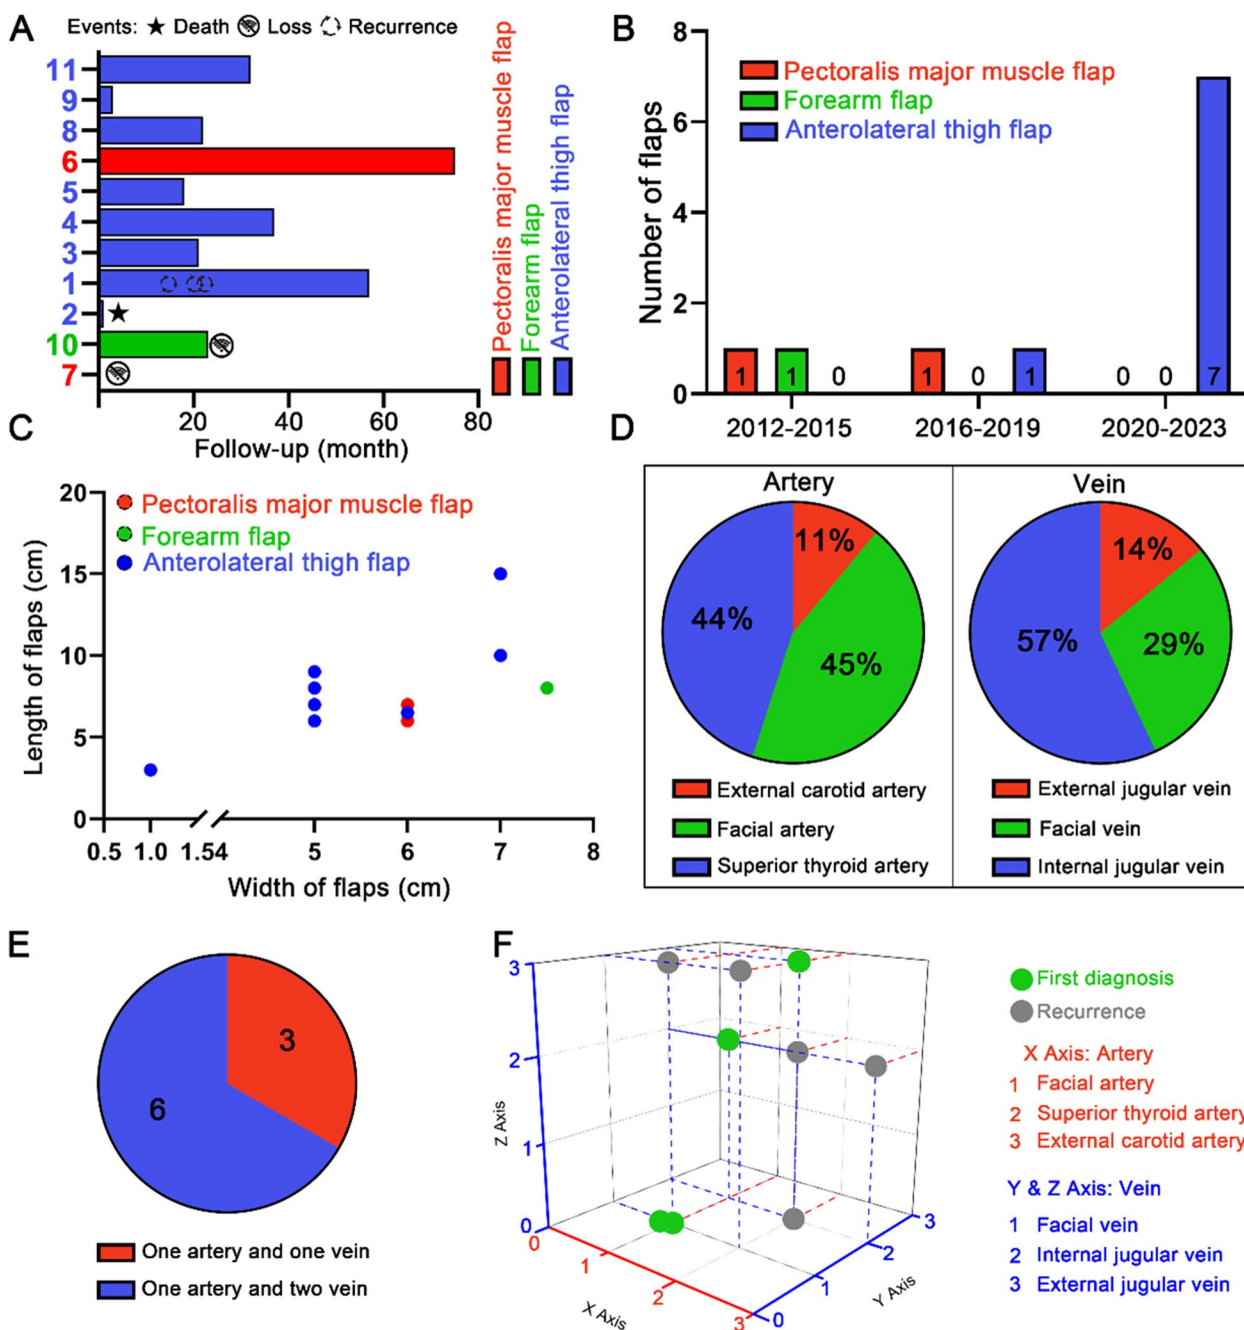 A
Events: ★ Death Loss Recurrence
11
9
8
6
5
4
3
1
2
10
7
0 20 40 60 80
Follow-up (month)
Pectoralis major muscle flap
Forearm flap
Anterolateral thigh flap
B
Number of flaps
8
6
4
2
0
Pectoralis major muscle flap
Forearm flap
Anterolateral thigh flap
1 1 0 1 0 1 0 0 7
2012-2015 2016-2019 2020-2023
C
Length of flaps (cm)
20
15
10
5
0
Pectoralis major muscle flap
Forearm flap
Anterolateral thigh flap
0.5 1.0 1.54 5 6 7 8
Width of flaps (cm)
D
Artery
11%
45%
44%
External carotid artery
Facial artery
Superior thyroid artery
Vein
14%
29%
57%
External jugular vein
Facial vein
Internal jugular vein
E
3
6
One artery and one vein
One artery and two vein
F
Z Axis
3
2
1
0
0
1
2
3
X Axis
0
1
2
3
Y Axis
First diagnosis
Recurrence
X Axis: Artery
1 Facial artery
2 Superior thyroid artery
3 External carotid artery
Y & Z Axis: Vein
1 Facial vein
2 Internal jugular vein
3 External jugular vein